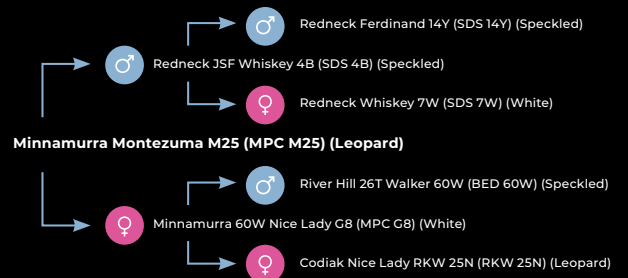 Redneck Ferdinand 14Y (SDS 14Y) (Speckled)
Redneck JSF Whiskey 4B (SDS 4B) (Speckled)
Redneck Whiskey 7W (SDS 7W) (White)
Minnamurra Montezuma M25 (MPC M25) (Leopard)
River Hill 26T Walker 60W (BED 60W) (Speckled)
Minnamurra 60W Nice Lady G8 (MPC G8) (White)
Codiak Nice Lady RKW 25N (RKW 25N) (Leopard)